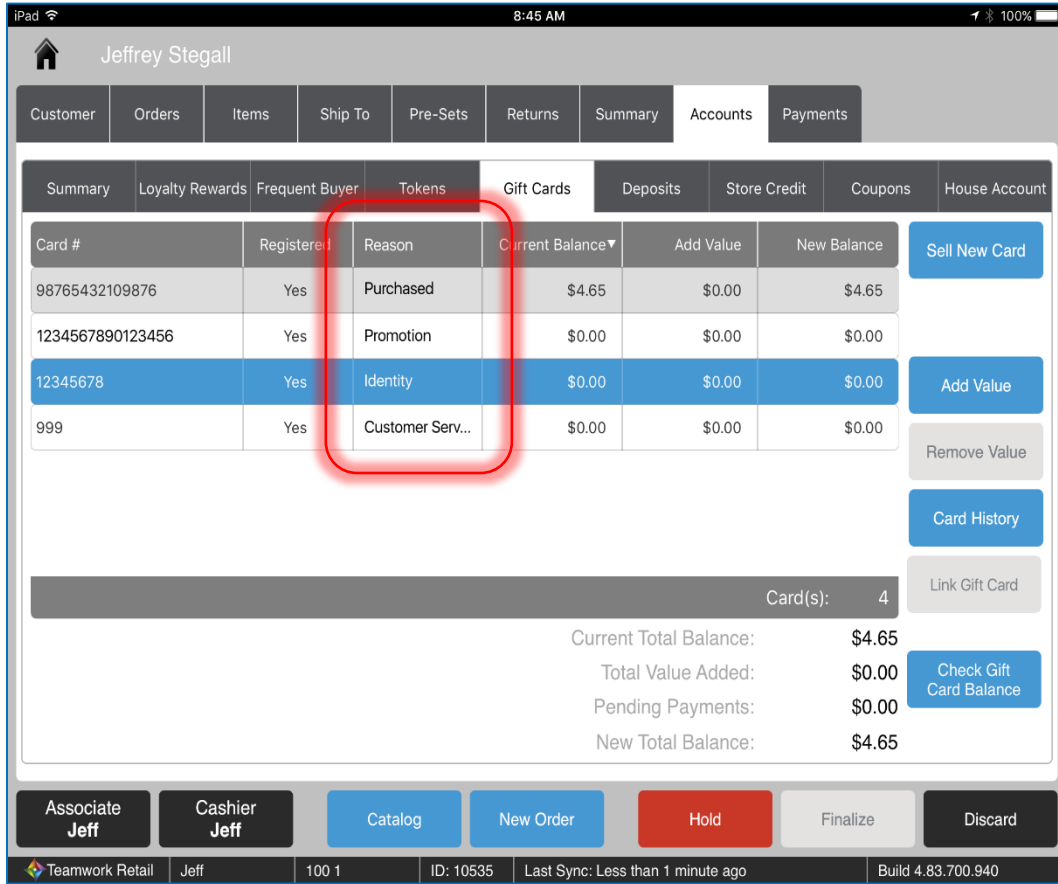 iPad 8:45 AM 100%
Jeffrey Stegall
Customer Orders Items Ship To Pre-Sets Returns Summary Accounts Payments
Summary Loyalty Rewards Frequent Buyer Tokens Gift Cards Deposits Store Credit Coupons House Account
Card # Registered Reason Current Balance▼ Add Value New Balance
Sell New Card
98765432109876 Yes Purchased $4.65 $0.00 $4.65
1234567890123456 Yes Promotion $0.00 $0.00 $0.00
12345678 Yes Identity $0.00 $0.00 $0.00
Add Value
999 Yes Customer Serv... $0.00 $0.00 $0.00
Remove Value
Card History
Link Gift Card
Card(s): 4
Current Total Balance: $4.65
Total Value Added: $0.00
Check Gift
Card Balance
Pending Payments: $0.00
New Total Balance: $4.65
Associate
Jeff
Cashier
Jeff
Catalog New Order Hold Finalize Discard
Teamwork Retail Jeff 100 1 ID: 10535 Last Sync: Less than 1 minute ago Build 4.83.700.940